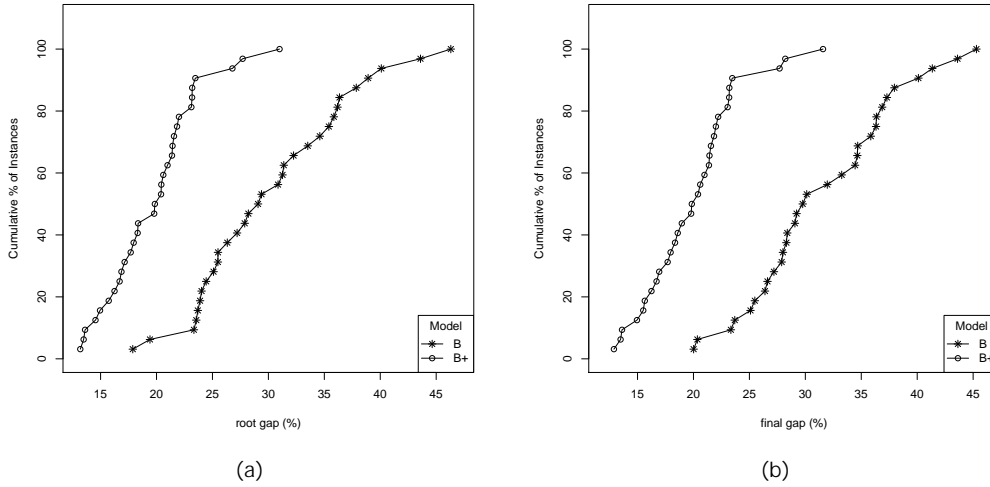 100
80
60
40
20
0
Cumulative % of Instances
15 20 25 30 35 40 45
root gap (%)
Model
B
B+
(a)
100
80
60
40
20
0
Cumulative % of Instances
15 20 25 30 35 40 45
final gap (%)
Model
B
B+
(b)